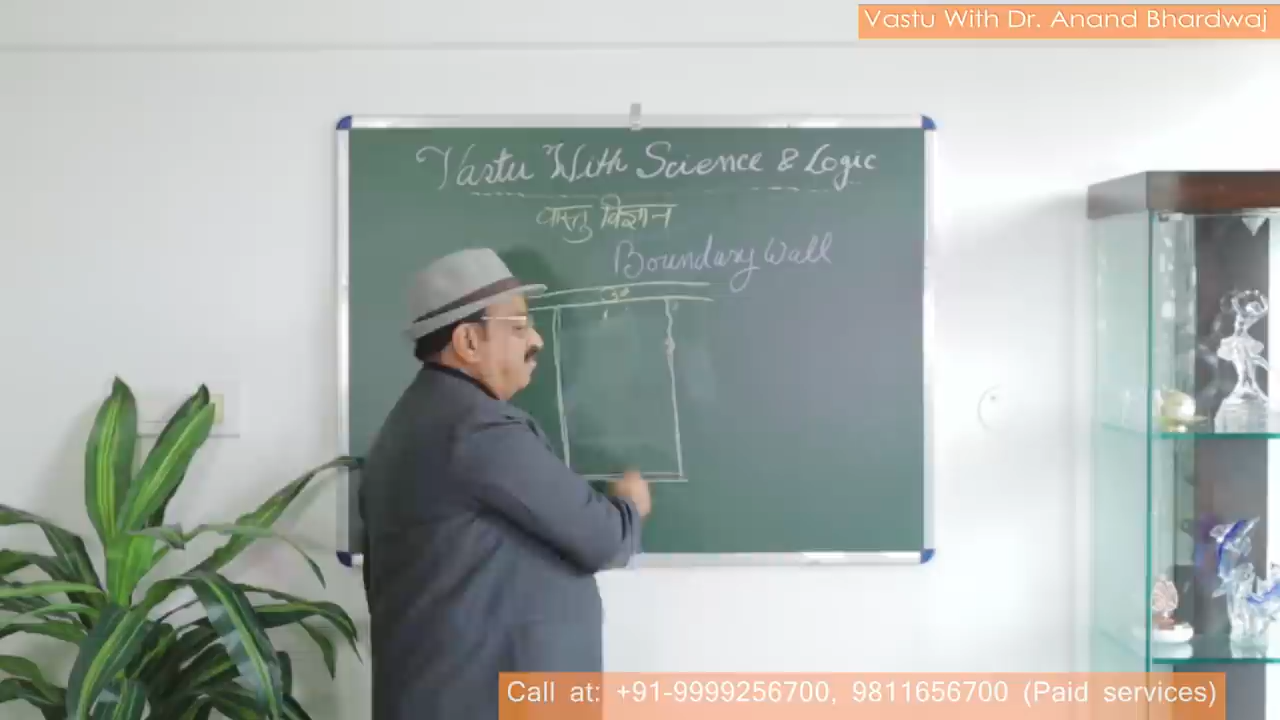 Vastu With Dr. Anand Bhardwaj
Vastu With Science & Logic
वास्तु विज्ञान
Boundary Wall
Call at: +91-9999256700, 9811656700 (Paid services)